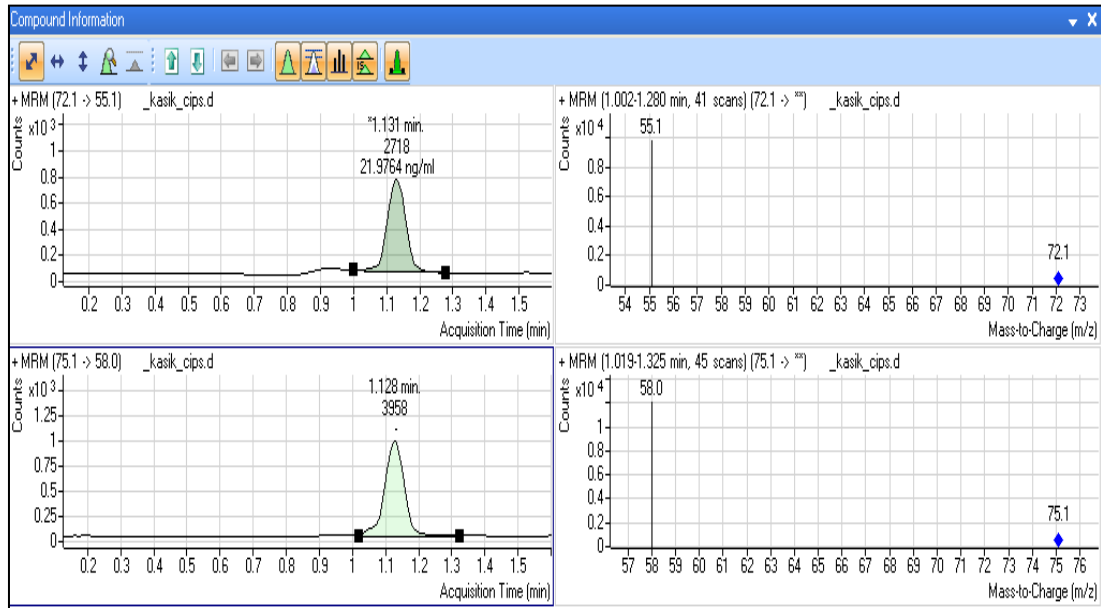 Compound Information
+ MRM (72.1 -> 55.1) _kasik_cips.d
Counts
x10 3
*1.131 min.
2718
21.9764 ng/ml
1
0.8
0.6
0.4
0.2
0
0.2 0.3 0.4 0.5 0.6 0.7 0.8 0.9 1 1.1 1.2 1.3 1.4 1.5
Acquisition Time (min)
+ MRM (1.002-1.280 min, 41 scans) (72.1 -> **) _kasik_cips.d
Counts
x10 4
55.1
0.8
0.6
0.4
0.2
0
72.1
54 55 56 57 58 59 60 61 62 63 64 65 66 67 68 69 70 71 72 73
Mass-to-Charge (m/z)
+ MRM (75.1 -> 58.0) _kasik_cips.d
Counts
x10 3
1.128 min.
3958
1.25
1
0.75
0.5
0.25
0
0.2 0.3 0.4 0.5 0.6 0.7 0.8 0.9 1 1.1 1.2 1.3 1.4 1.5
Acquisition Time (min)
+ MRM (1.019-1.325 min, 45 scans) (75.1 -> **) _kasik_cips.d
Counts
x10 4
58.0
1
0.8
0.6
0.4
0.2
0
75.1
57 58 59 60 61 62 63 64 65 66 67 68 69 70 71 72 73 74 75 76
Mass-to-Charge (m/z)